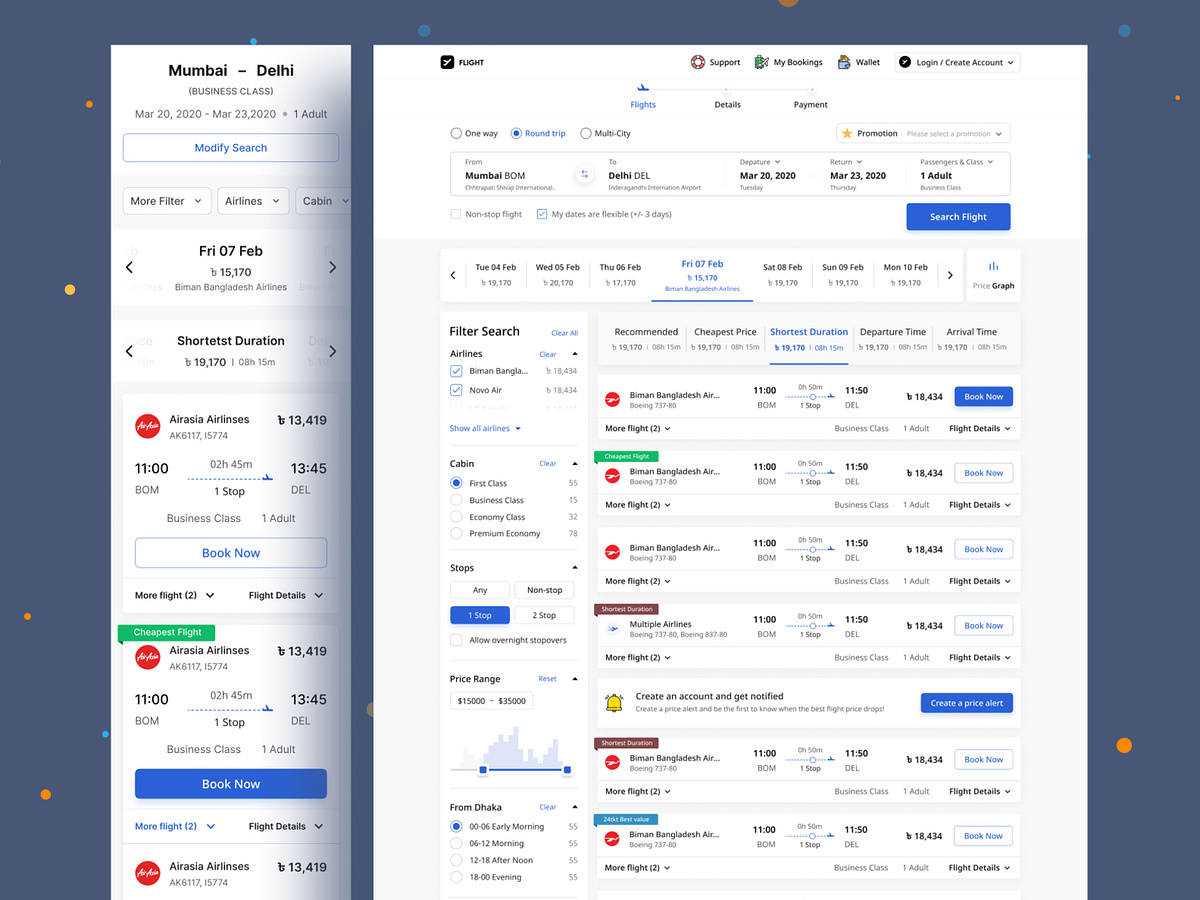 Mumbai – Delhi
(BUSINESS CLASS)
Mar 20, 2020 - Mar 23,2020 1 Adult
Modify Search
More Filter Airlines Cabin
Fri 07 Feb
৳ 15,170
Biman Bangladesh Airlines
Shortetst Duration
৳ 19,170 | 08h 15m
AirAsia
Airasia Airlinses ৳ 13,419
AK6117, I5774
11:00 02h 45m 13:45
BOM 1 Stop DEL
Business Class 1 Adult
Book Now
More flight (2) Flight Details
Cheapest Flight
AirAsia
Airasia Airlinses ৳ 13,419
AK6117, I5774
11:00 02h 45m 13:45
BOM 1 Stop DEL
Business Class 1 Adult
Book Now
More flight (2) Flight Details
AirAsia
Airasia Airlinses ৳ 13,419
AK6117, I5774
FLIGHT Support My Bookings Wallet Login / Create Account
Flights Details Payment
One way Round trip Multi-City Promotion Please select a promotion
From To Depature Return Passengers & Class
Mumbai BOM Delhi DEL Mar 20, 2020 Mar 23, 2020 1 Adult
Chhtrapati Shivaji International.. Inderagandhi Internation Airport Tuesday Thursday Business Class
Non-stop flight My dates are flexible (+/- 3 days) Search Flight
Tue 04 Feb Wed 05 Feb Thu 06 Feb Fri 07 Feb Sat 08 Feb Sun 09 Feb Mon 10 Feb
৳ 19,170 ৳ 20,170 ৳ 17,170 ৳ 15,170 ৳ 19,170 ৳ 19,170 ৳ 19,170
Biman Bangladesh Airlines
Price Graph
Filter Search Clear All
Airlines Clear
Biman Bangla... ৳ 18,434
Novo Air ৳ 18,434
Show all airlines
Cabin Clear
First Class 55
Business Class 15
Economy Class 32
Premium Economy 78
Stops
Any Non-stop
1 Stop 2 Stop
Allow overnight stopovers
Price Range Reset
$15000 – $35000
From Dhaka Clear
00-06 Early Morning 55
06-12 Morning 55
12-18 After Noon 55
18-00 Evening 55
Recommended Cheapest Price Shortest Duration Departure Time Arrival Time
৳ 19,170 | 08h 15m ৳ 19,170 | 08h 15m ৳ 19,170 | 08h 15m ৳ 19,170 | 08h 15m ৳ 19,170 | 08h 15m
Biman Bangladesh Air... 11:00 0h 50m 11:50 ৳ 18,434 Book Now
Boeing 737-80 BOM 1 Stop DEL
More flight (2) Business Class 1 Adult Flight Details
Cheapest Flight
Biman Bangladesh Air... 11:00 0h 50m 11:50 ৳ 18,434 Book Now
Boeing 737-80 BOM 1 Stop DEL
More flight (2) Business Class 1 Adult Flight Details
Biman Bangladesh Air... 11:00 0h 50m 11:50 ৳ 18,434 Book Now
Boeing 737-80 BOM 1 Stop DEL
More flight (2) Business Class 1 Adult Flight Details
Shortest Duration
Multiple Airlines 11:00 0h 50m 11:50 ৳ 18,434 Book Now
Boeing 737-80, Boeing 837-80 BOM 1 Stop DEL
More flight (2) Business Class 1 Adult Flight Details
Create an account and get notified
Create a price alert and be the first to know when the best flight price drops!
Create a price alert
Shortest Duration
Biman Bangladesh Air... 11:00 0h 50m 11:50 ৳ 18,434 Book Now
Boeing 737-80 BOM 1 Stop DEL
More flight (2) Business Class 1 Adult Flight Details
24tkt Best value
Biman Bangladesh Air... 11:00 0h 50m 11:50 ৳ 18,434 Book Now
Boeing 737-80 BOM 1 Stop DEL
More flight (2) Business Class 1 Adult Flight Details